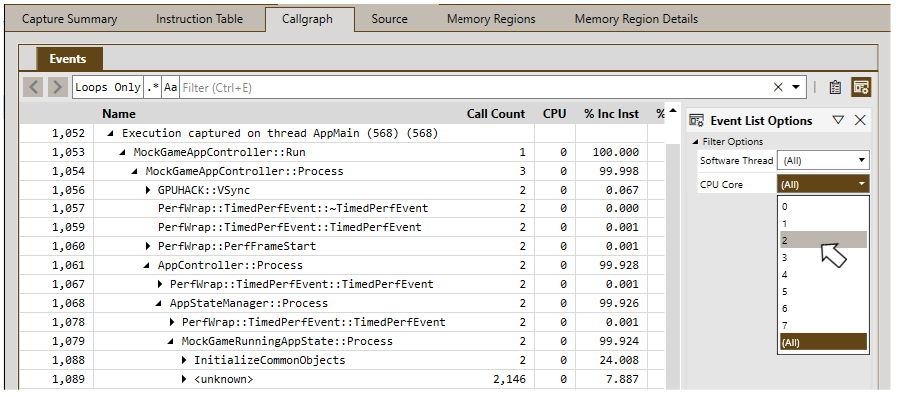 Capture Summary Instruction Table Callgraph Source Memory Regions Memory Region Details
Events
Loops Only .* Aa Filter (Ctrl+E)
Name Call Count CPU % Inc Inst %
1,052 Execution captured on thread AppMain (568) (568)
1,053 MockGameAppController::Run 1 0 100.000
1,054 MockGameAppController::Process 3 0 99.998
1,056 GPUHACK::VSync 2 0 0.067
1,057 PerfWrap::TimedPerfEvent::~TimedPerfEvent 2 0 0.000
1,059 PerfWrap::TimedPerfEvent::TimedPerfEvent 2 0 0.001
1,060 PerfWrap::PerfFrameStart 2 0 0.001
1,061 AppController::Process 2 0 99.928
1,067 PerfWrap::TimedPerfEvent::TimedPerfEvent 2 0 0.001
1,068 AppStateManager::Process 2 0 99.926
1,078 PerfWrap::TimedPerfEvent::TimedPerfEvent 2 0 0.001
1,079 MockGameRunningAppState::Process 2 0 99.924
1,088 InitializeCommonObjects 2 0 24.008
1,089 <unknown> 2,146 0 7.887
Event List Options
Filter Options
Software Thread (All)
CPU Core (All)
0
1
2
3
4
5
6
7
(All)